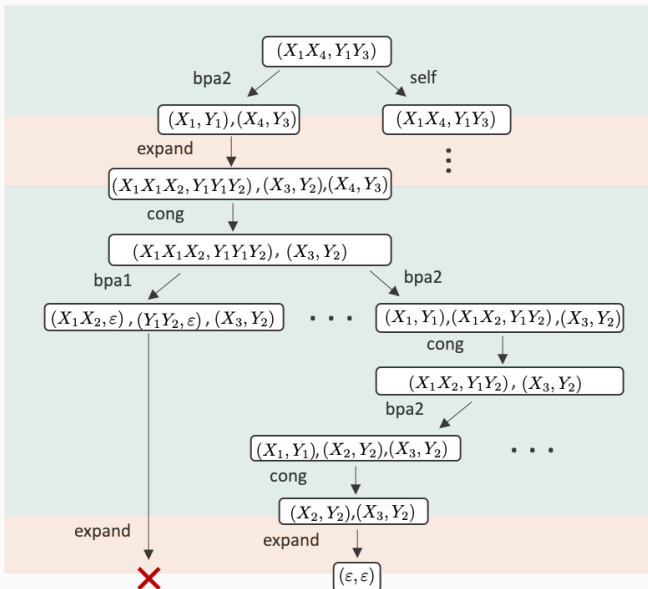 (X₁X₄, Y₁Y₃)
bpa2 self
(X₁, Y₁),(X₄, Y₃) (X₁X₄, Y₁Y₃)
expand
(X₁X₁X₂, Y₁Y₁Y₂) ,(X₃, Y₂),(X₄, Y₃)
cong
(X₁X₁X₂, Y₁Y₁Y₂), (X₃, Y₂)
bpa1 bpa2
(X₁X₂, ε) ,(Y₁Y₂, ε) , (X₃, Y₂) · · · (X₁, Y₁),(X₁X₂, Y₁Y₂) ,(X₃, Y₂)
cong
(X₁X₂, Y₁Y₂) , (X₃, Y₂)
bpa2
(X₁, Y₁),(X₂, Y₂),(X₃, Y₂) · · ·
cong
(X₂, Y₂),(X₃, Y₂)
expand expand
(ε, ε)